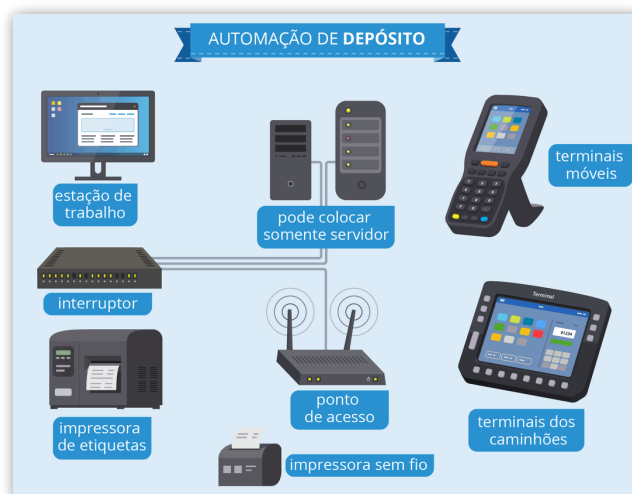 AUTOMAÇÃO DE DEPÓSITO
estação de
trabalho
pode colocar
somente servidor
terminais
móveis
interruptor
Terminal
#1234
impressora
de etiquetas
ponto
de acesso
terminais dos
caminhões
impressora sem fio